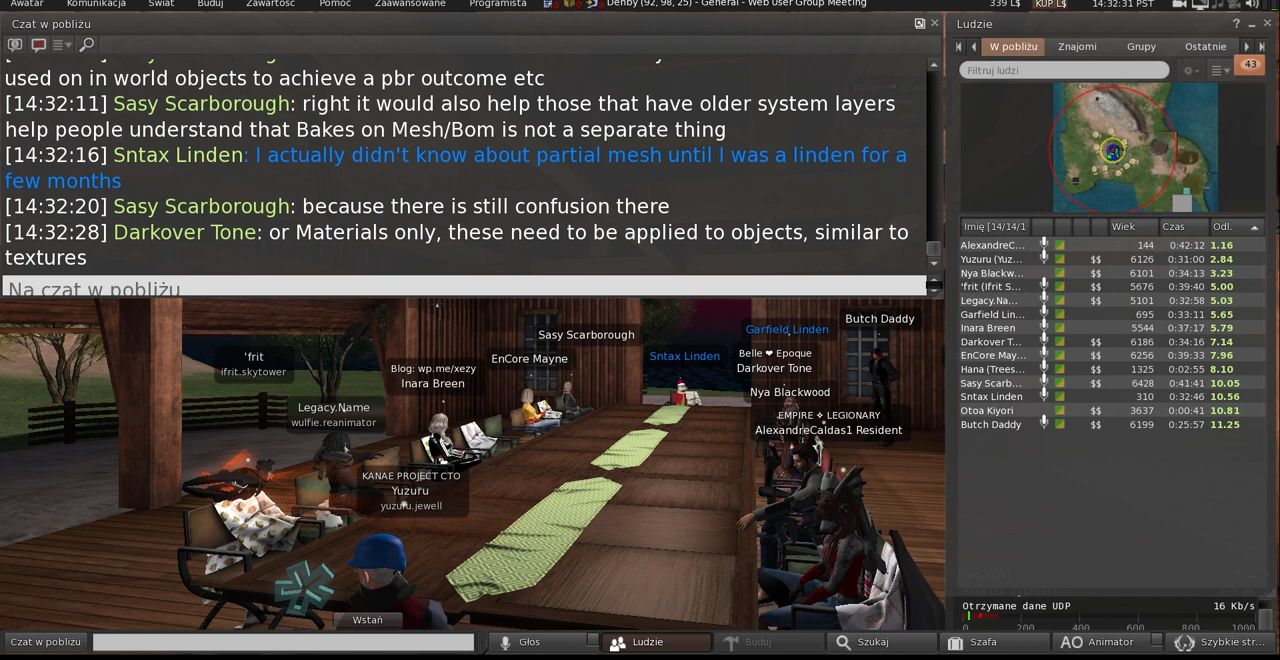 Awatar Komunikacja Świat Buduj Zawartość Pomoc Zaawansowane Programista Denby (92, 98, 25) - General - Web User Group Meeting 339 L$ KUP L$ 14:32:31 PST
Czat w pobliżu
used on in world objects to achieve a pbr outcome etc
[14:32:11] Sasy Scarborough: right it would also help those that have older system layers
help people understand that Bakes on Mesh/Bom is not a separate thing
[14:32:16] Sntax Linden: I actually didn't know about partial mesh until I was a linden for a
few months
[14:32:20] Sasy Scarborough: because there is still confusion there
[14:32:28] Darkover Tone: or Materials only, these need to be applied to objects, similar to
textures
Na czat w pobliżu
Ludzie
W pobliżu Znajomi Grupy Ostatnie
Filtruj ludzi
43
Imię [14/14/1 Wiek Czas Odl.
AlexandreC... 144 0:42:12 1.16
Yuzuru (Yuz... $$ 6126 0:31:00 2.84
Nya Blackw... $$ 6101 0:34:13 3.23
'frit (Ifrit S... $$ 5676 0:39:40 5.00
Legacy.Na... $$ 5101 0:32:58 5.03
Garfield Lin... 695 0:33:11 5.65
Inara Breen 5544 0:37:17 5.79
Darkover T... $$ 6186 0:34:16 7.14
EnCore May... $$ 6256 0:39:33 7.96
Hana (Trees... $$ 1325 0:02:55 8.10
Sasy Scarb... $$ 6428 0:41:41 10.05
Sntax Linden 310 0:32:46 10.56
Otoa Kiyori $$ 3637 0:00:41 10.81
Butch Daddy $$ 6199 0:25:57 11.25
Otrzymane dane UDP 16 Kb/s
0 200 400 600 800 1000
Butch Daddy
Garfield Linden
Sasy Scarborough
'frit
ifrit.skytower
EnCore Mayne
Sntax Linden
Belle ❤ Epoque
Darkover Tone
Blog: wp.me/xezy
Inara Breen
Nya Blackwood
Legacy.Name
wulfie.reanimator
EMPIRE ✧ LEGIONARY
AlexandreCaldas1 Resident
KANAE PROJECT CTO
Yuzuru
yuzuru.jewell
Wstań
Czat w pobliżu Głos Ludzie Buduj Szukaj Szafa AO Animator Szybkie str...